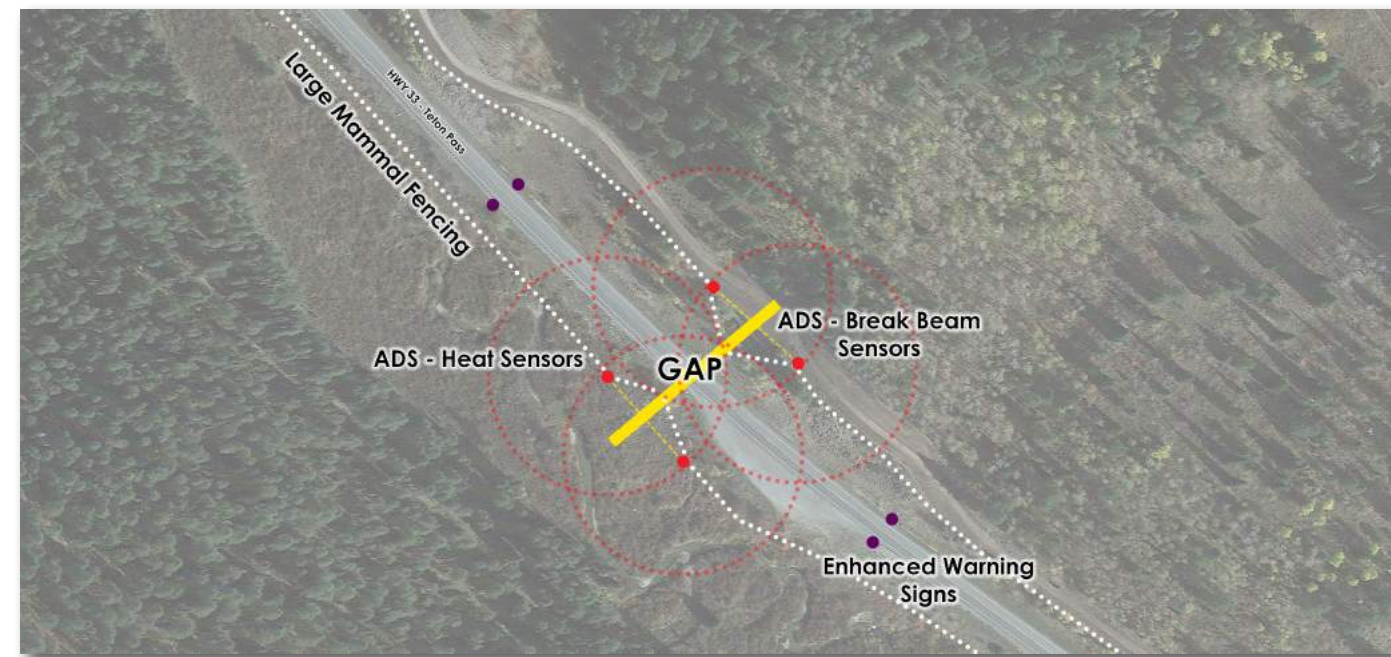 Large Mammal Fencing
HWY 33 - Teton Pass
ADS - Break Beam
Sensors
ADS - Heat Sensors
GAP
Enhanced Warning
Signs